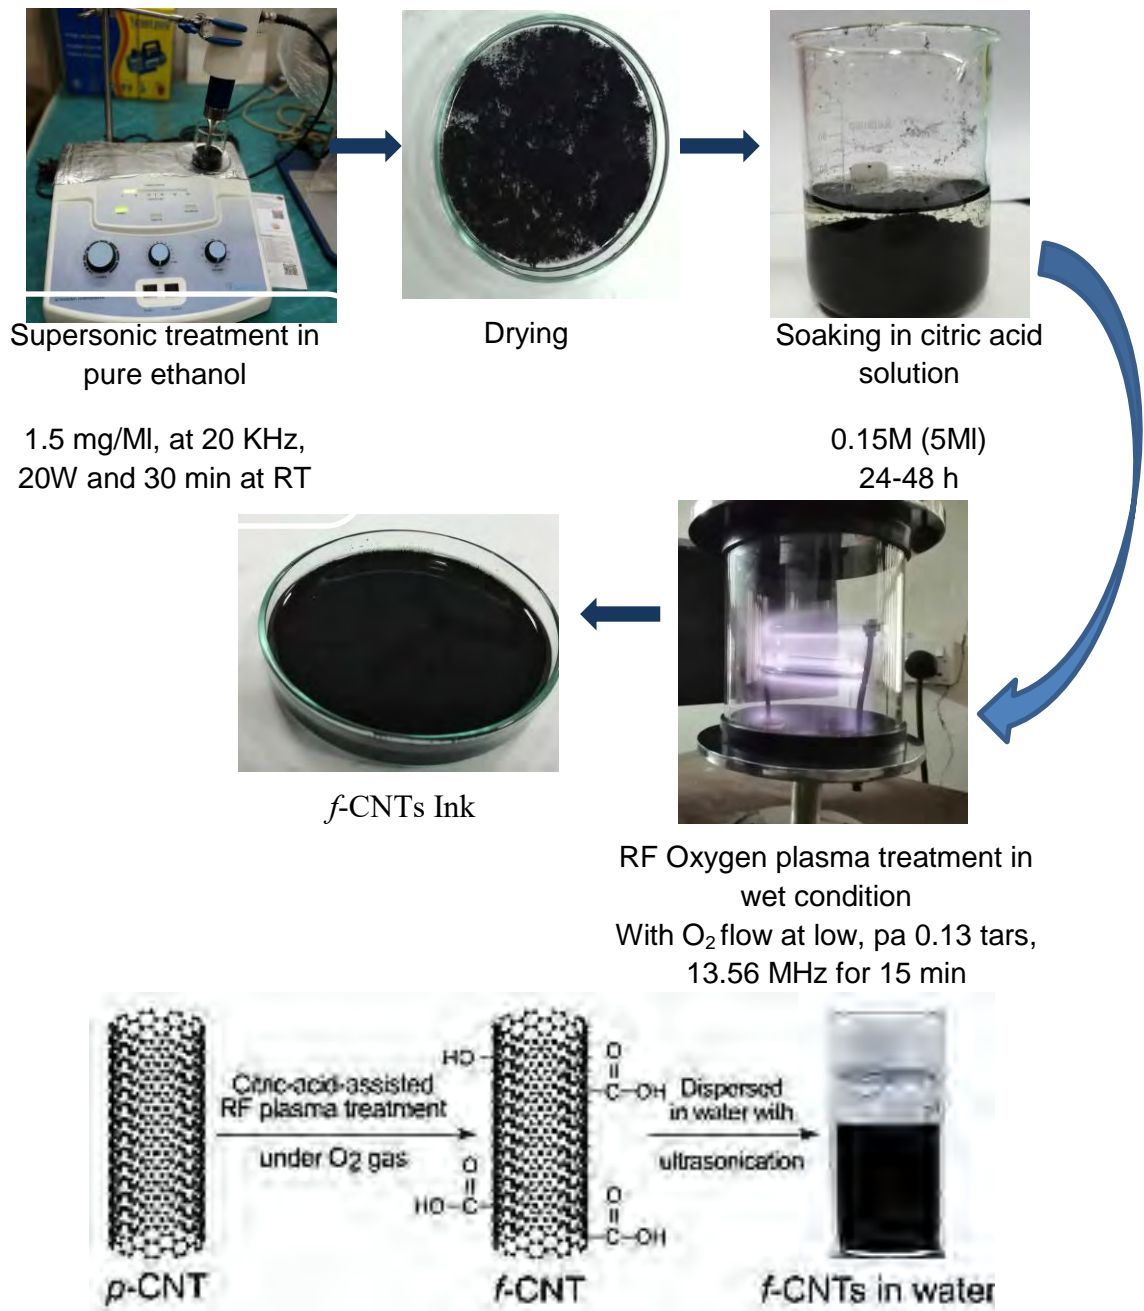 Supersonic treatment in
pure ethanol
1.5 mg/Ml, at 20 KHz,
20W and 30 min at RT
Drying
Soaking in citric acid
solution
0.15M (5Ml)
24-48 h
f-CNTs Ink
RF Oxygen plasma treatment in
wet condition
With O₂ flow at low, pa 0.13 tars,
13.56 MHz for 15 min
p-CNT
Citric-acid-assisted
RF plasma treatment
under O₂ gas
HO
O
C-OH
O
HO-C
O
C-OH
f-CNT
Dispersed
in water with
ultrasonication
f-CNTs in water